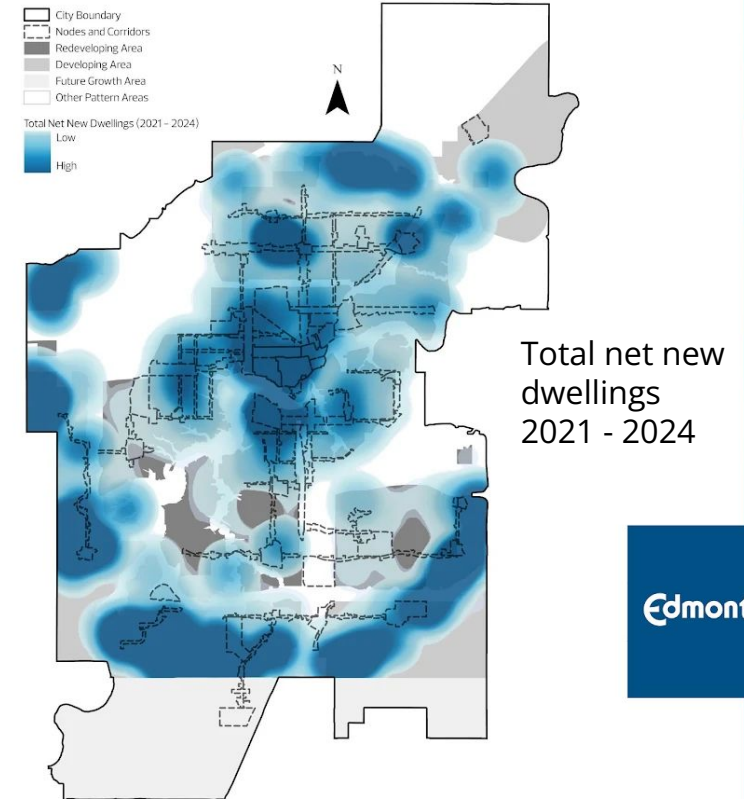 City Boundary
Nodes and Corridors
Redeveloping Area
Developing Area
Future Growth Area
Other Pattern Areas
Total Net New Dwellings (2021 - 2024)
Low
High
N
Total net new
dwellings
2021 - 2024
Edmont